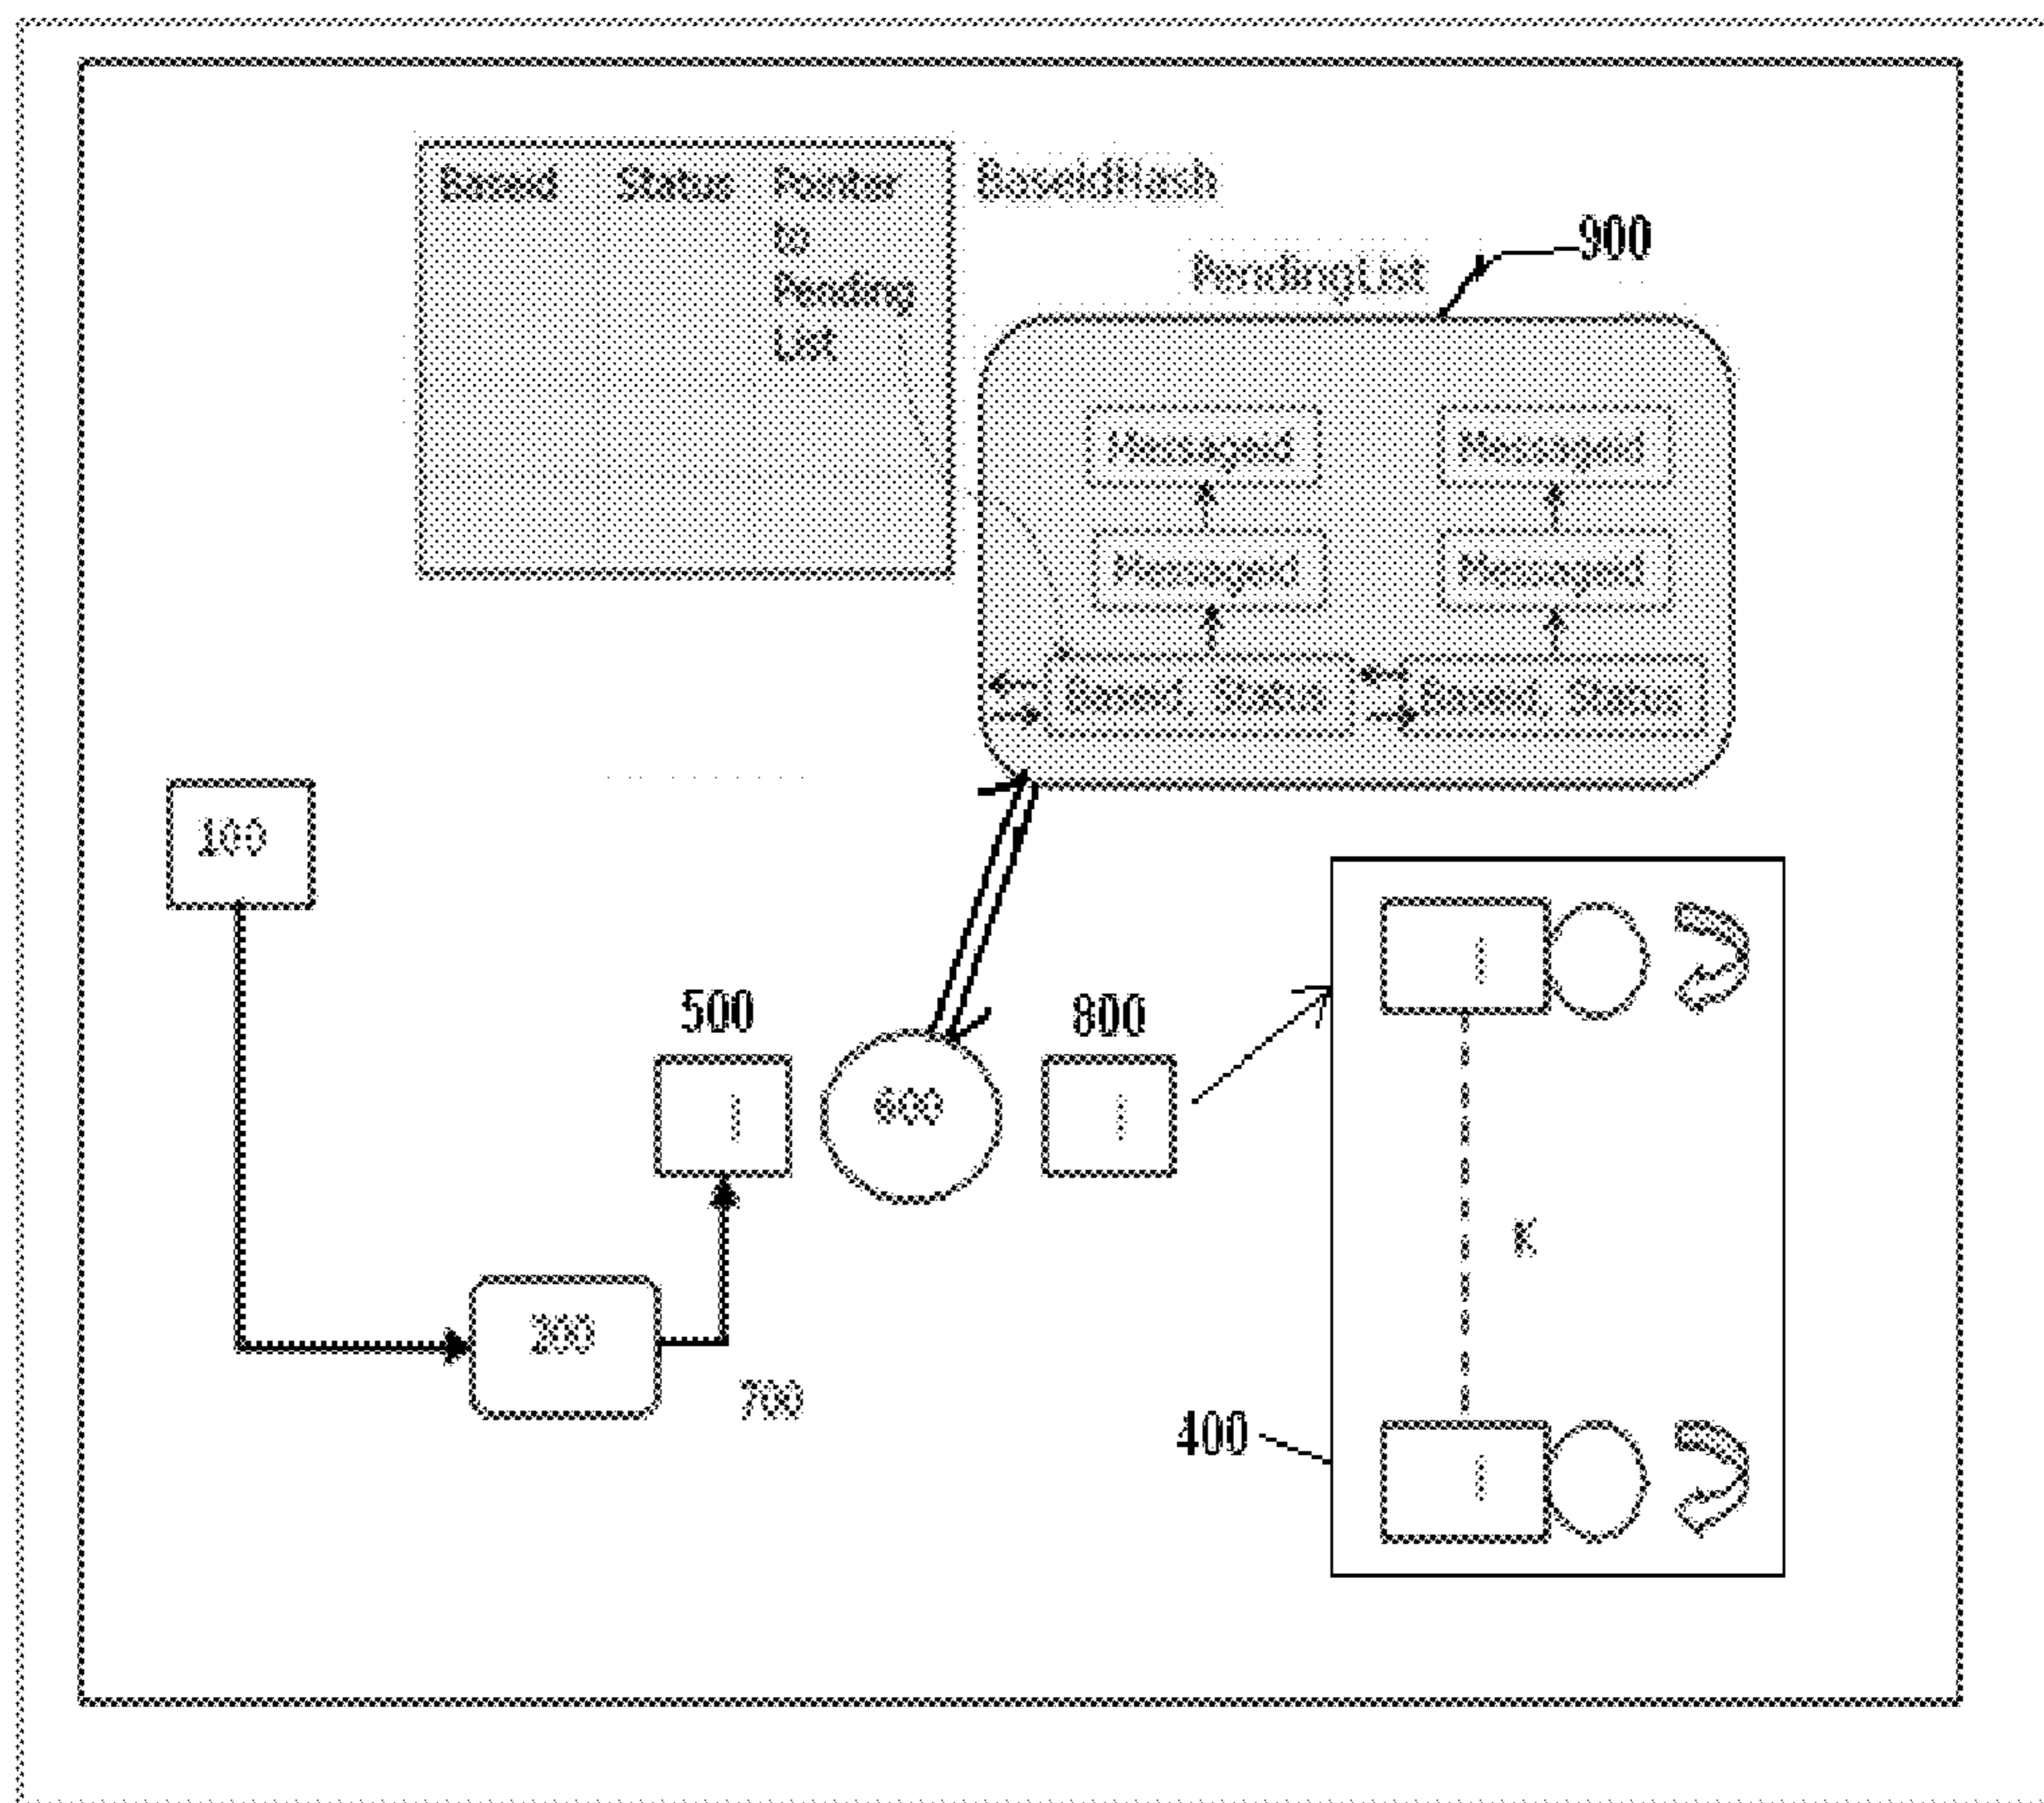 Baseid Status Pointer
to
Pending
List
BaseidHash
PendingList
900
Messageid Messageid
Messageid Messageid
Baseid, Status Baseid, Status
100
500
600
800
200
700
K
400